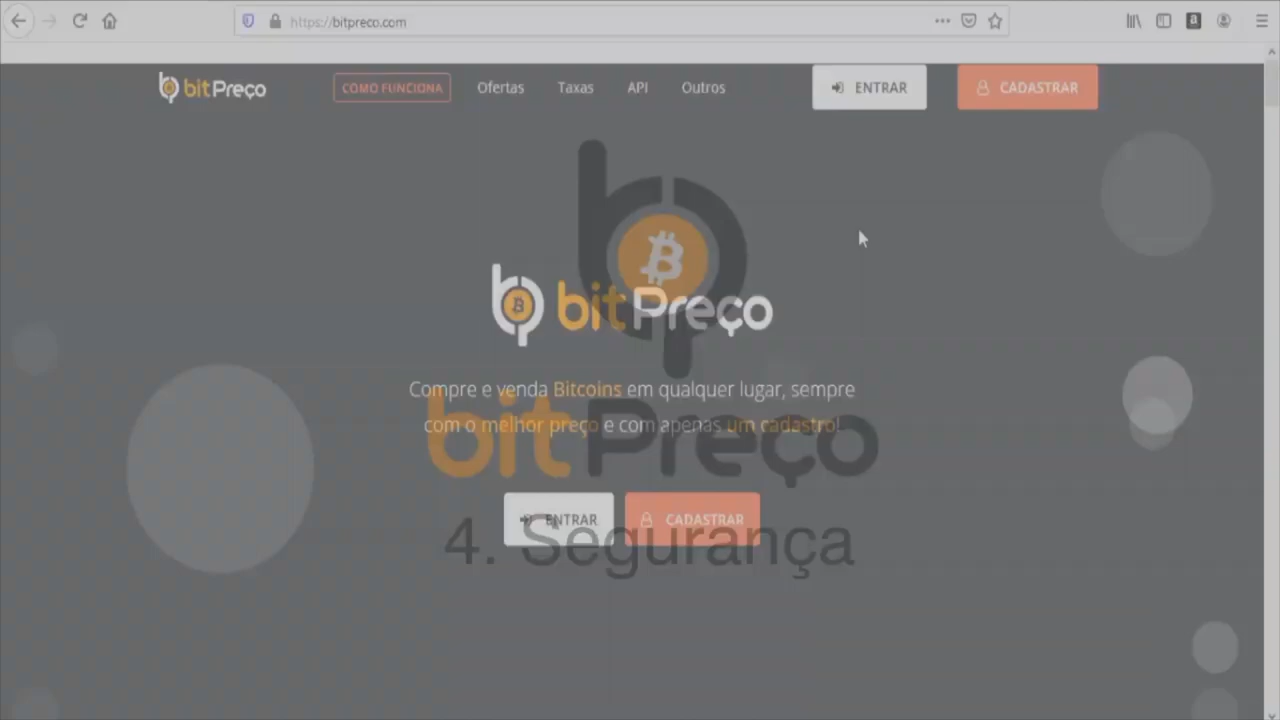 https://bitpreco.com
bitPreço
COMO FUNCIONA
Ofertas
Taxas
API
Outros
ENTRAR
CADASTRAR
bitPreço
Compre e venda Bitcoins em qualquer lugar, sempre
com o melhor preço e com apenas um cadastro!
bitPreço
ENTRAR
CADASTRAR
4. Segurança